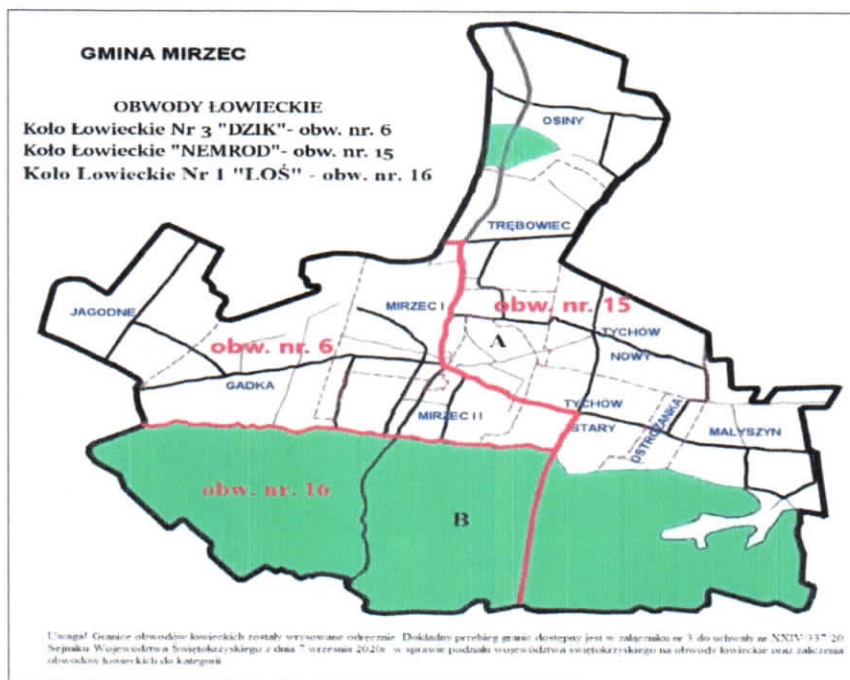 GMINA MIRZEC
OBWODY ŁOWIECKIE
Koło Łowieckie Nr 3 "DZIK"- obw. nr. 6
Koło Łowieckie "NEMROD"- obw. nr. 15
Koło Łowieckie Nr 1 "ŁOŚ" - obw. nr. 16
OSINY
TRĘBOWIEC
JAGODNE
MIRZEC I
obw. nr. 15
obw. nr. 6
A
TYCHÓW
NOWY
GADKA
MIRZEC II
TYCHÓW
STARY
OSTROŻANKA
MAŁYSZYN
obw. nr. 16
B
Uwaga! Granice obwodów łowieckich zostały wrysowane odręcznie. Dokładny przebieg granic dostępny jest w załączniku nr 3 do uchwały nr XXIV/337/20
Sejmiku Województwa Świętokrzyskiego z dnia 7 września 2020r. w sprawie podziału województwa świętokrzyskiego na obwody łowieckie oraz zaliczenia
obwodów łowieckich do kategorii